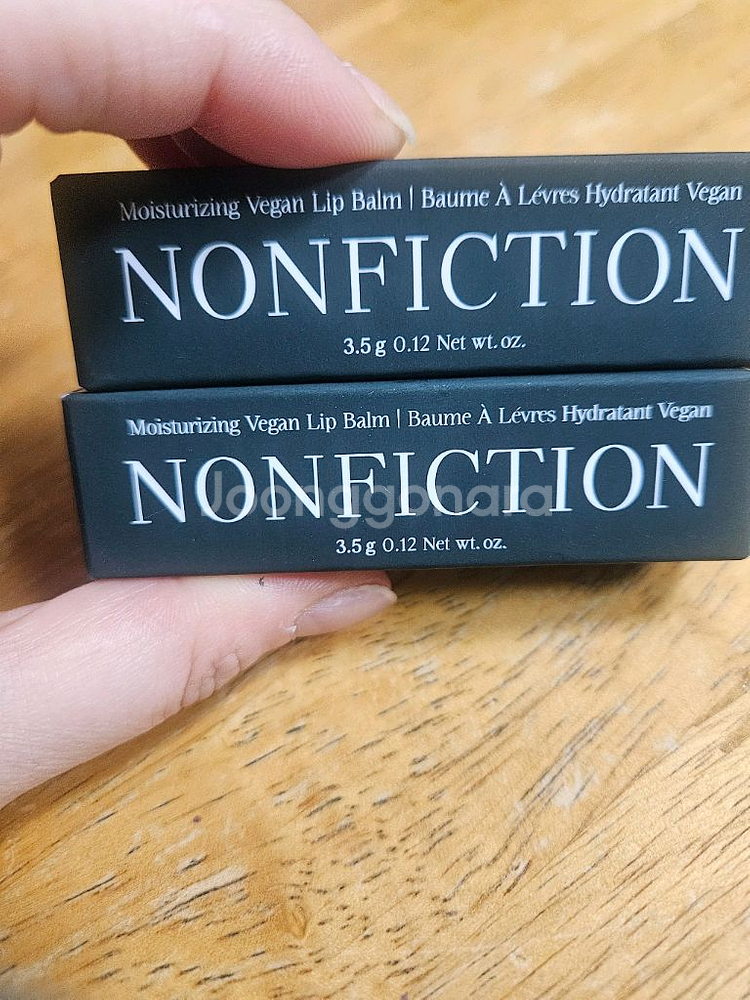 Moisturizing Vegan Lip Balm | Baume À Lévres Hydratant Vegan
NONFICTION
3.5 g 0.12 Net wt. oz.
Moisturizing Vegan Lip Balm | Baume À Lévres Hydratant Vegan
NONFICTION
Joonggonara
3.5 g 0.12 Net wt. oz.